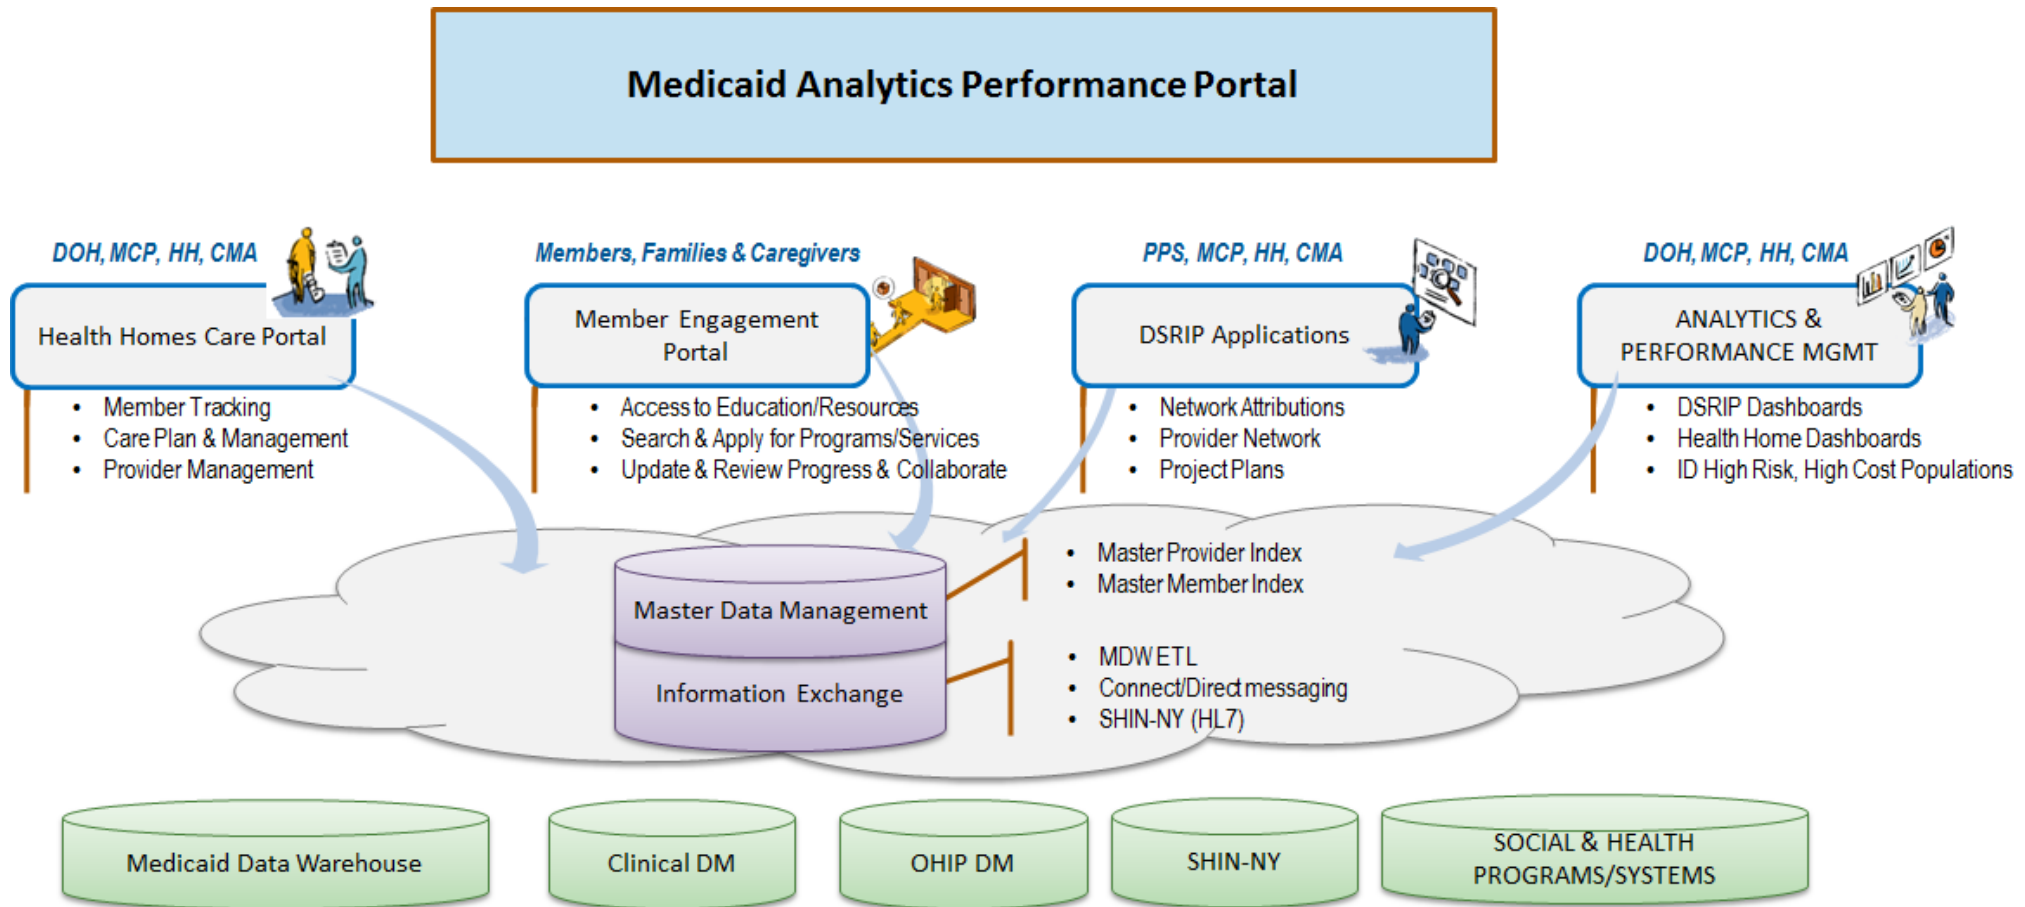 Medicaid Analytics Performance Portal
DOH, MCP, HH, CMA
Health Homes Care Portal
• Member Tracking
• Care Plan & Management
• Provider Management
Members, Families & Caregivers
Member Engagement
Portal
• Access to Education/Resources
• Search & Apply for Programs/Services
• Update & Review Progress & Collaborate
PPS, MCP, HH, CMA
DSRIP Applications
• Network Attributions
• Provider Network
• Project Plans
DOH, MCP, HH, CMA
ANALYTICS &
PERFORMANCE MGMT
• DSRIP Dashboards
• Health Home Dashboards
• ID High Risk, High Cost Populations
Master Data Management
• Master Provider Index
• Master Member Index
Information Exchange
• MDW ETL
• Connect/Direct messaging
• SHIN-NY (HL7)
Medicaid Data Warehouse
Clinical DM
OHIP DM
SHIN-NY
SOCIAL & HEALTH
PROGRAMS/SYSTEMS